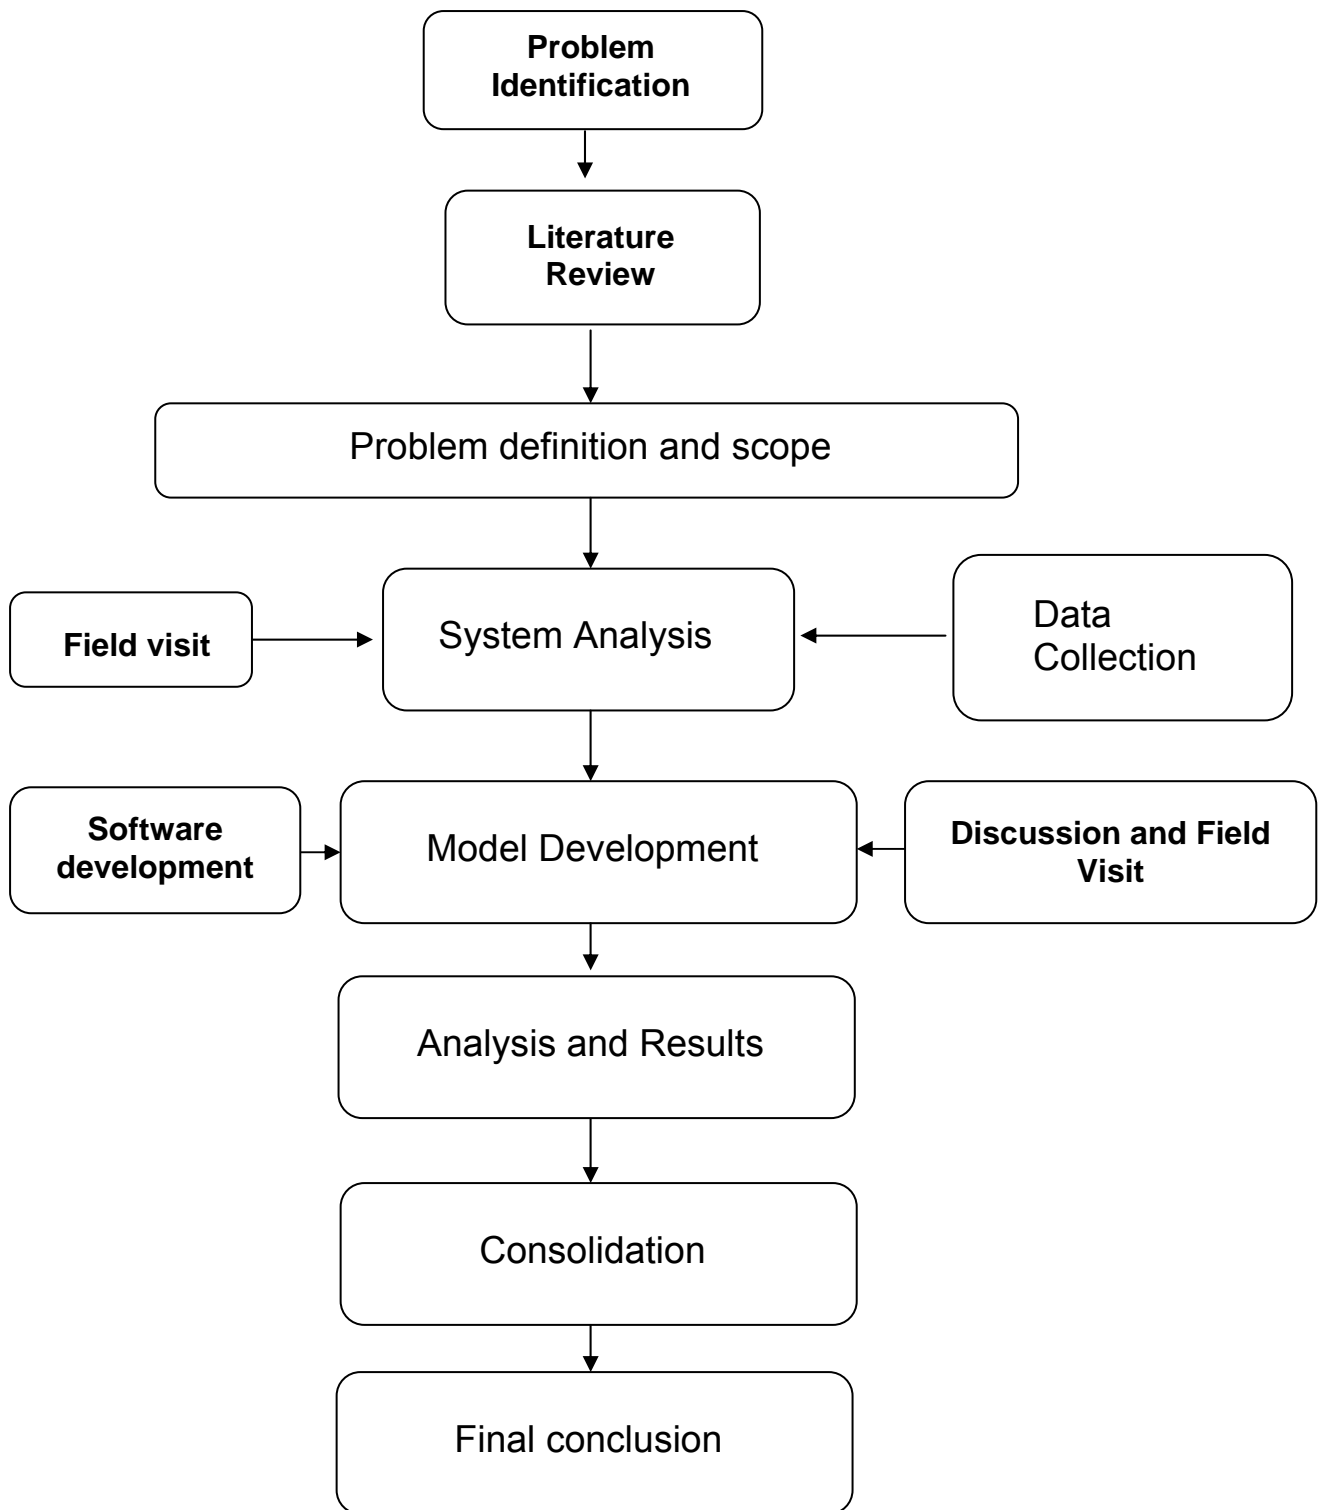 Problem
Identification
Literature
Review
Problem definition and scope
Field visit
System Analysis
Data
Collection
Software
development
Model Development
Discussion and Field
Visit
Analysis and Results
Consolidation
Final conclusion